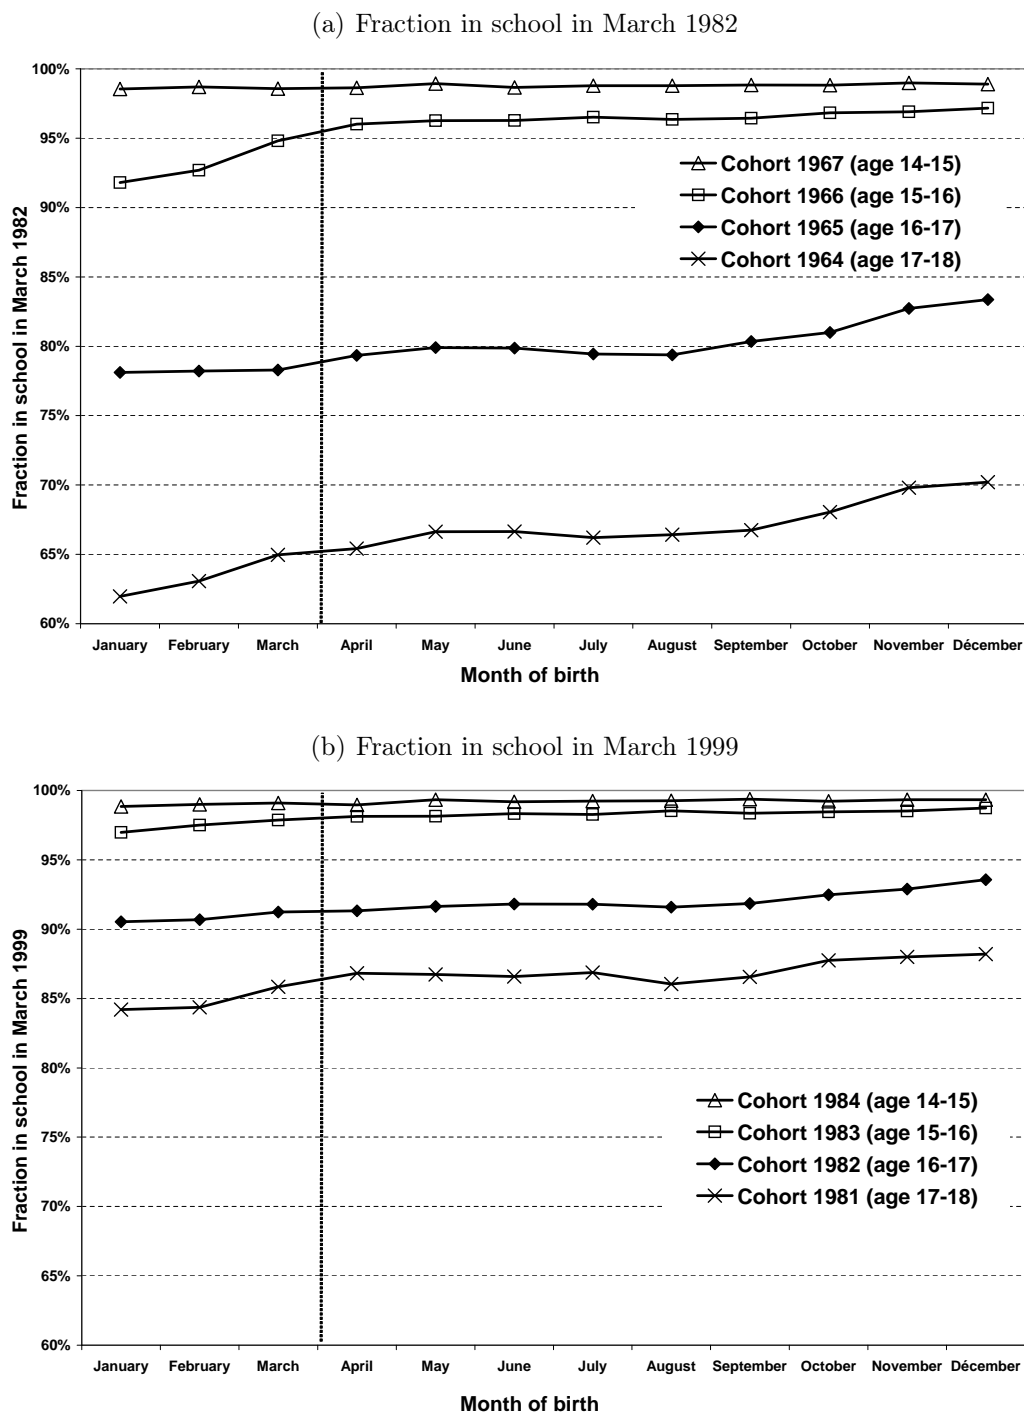 (a) Fraction in school in March 1982
100%
95%
90%
85%
80%
75%
70%
65%
60%
Fraction in school in March 1982
Cohort 1967 (age 14-15)
Cohort 1966 (age 15-16)
Cohort 1965 (age 16-17)
Cohort 1964 (age 17-18)
January February March April May June July August September October November Décember
Month of birth
(b) Fraction in school in March 1999
100%
95%
90%
85%
80%
75%
70%
65%
60%
Fraction in school in March 1999
Cohort 1984 (age 14-15)
Cohort 1983 (age 15-16)
Cohort 1982 (age 16-17)
Cohort 1981 (age 17-18)
January February March April May June July August September October November Décember
Month of birth